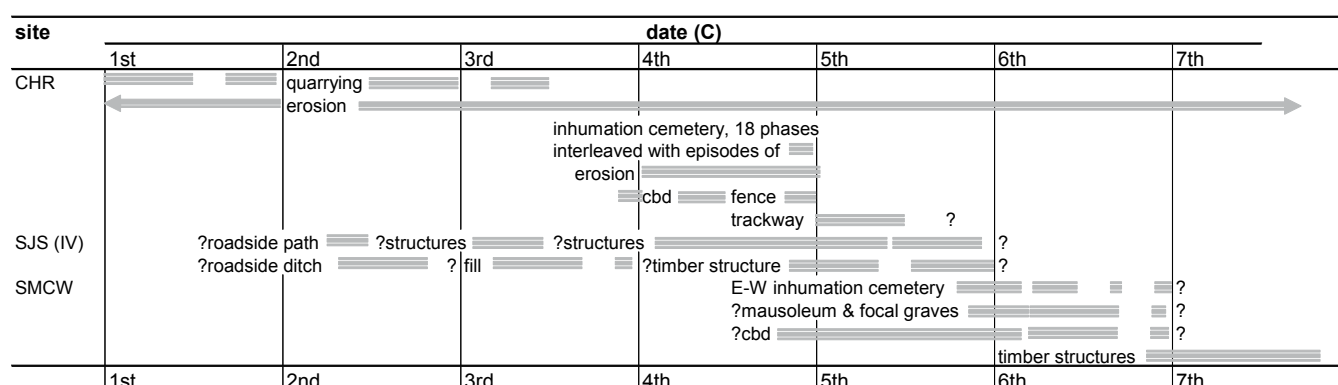 site date (C)
1st 2nd 3rd 4th 5th 6th 7th
CHR quarrying
erosion
inhumation cemetery, 18 phases
interleaved with episodes of
erosion
cbd fence
trackway ?
SJS (IV) ?roadside path ?structures ?structures ?
?roadside ditch ? fill ?timber structure ?
SMCW E-W inhumation cemetery ?
?mausoleum & focal graves ?
?cbd ?
timber structures
1st 2nd 3rd 4th 5th 6th 7th